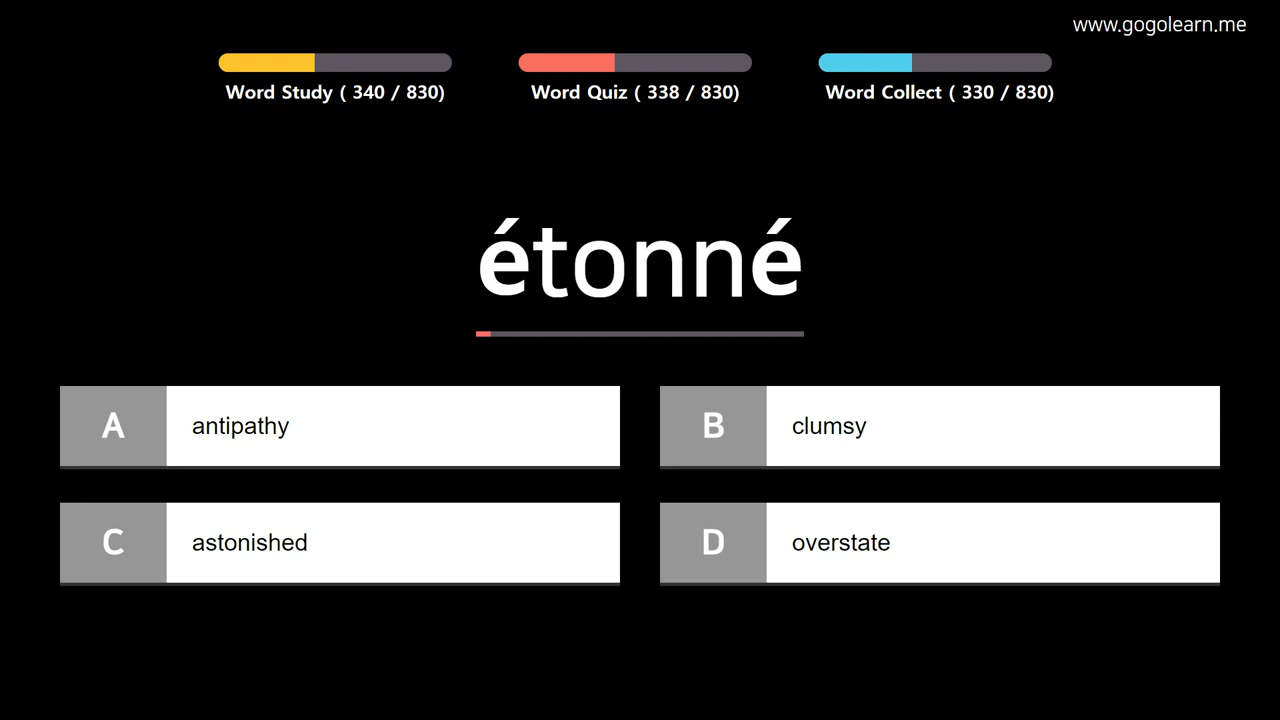 www.gogolearn.me
Word Study ( 340 / 830)
Word Quiz ( 338 / 830)
Word Collect ( 330 / 830)
étonné
A antipathy
B clumsy
C astonished
D overstate